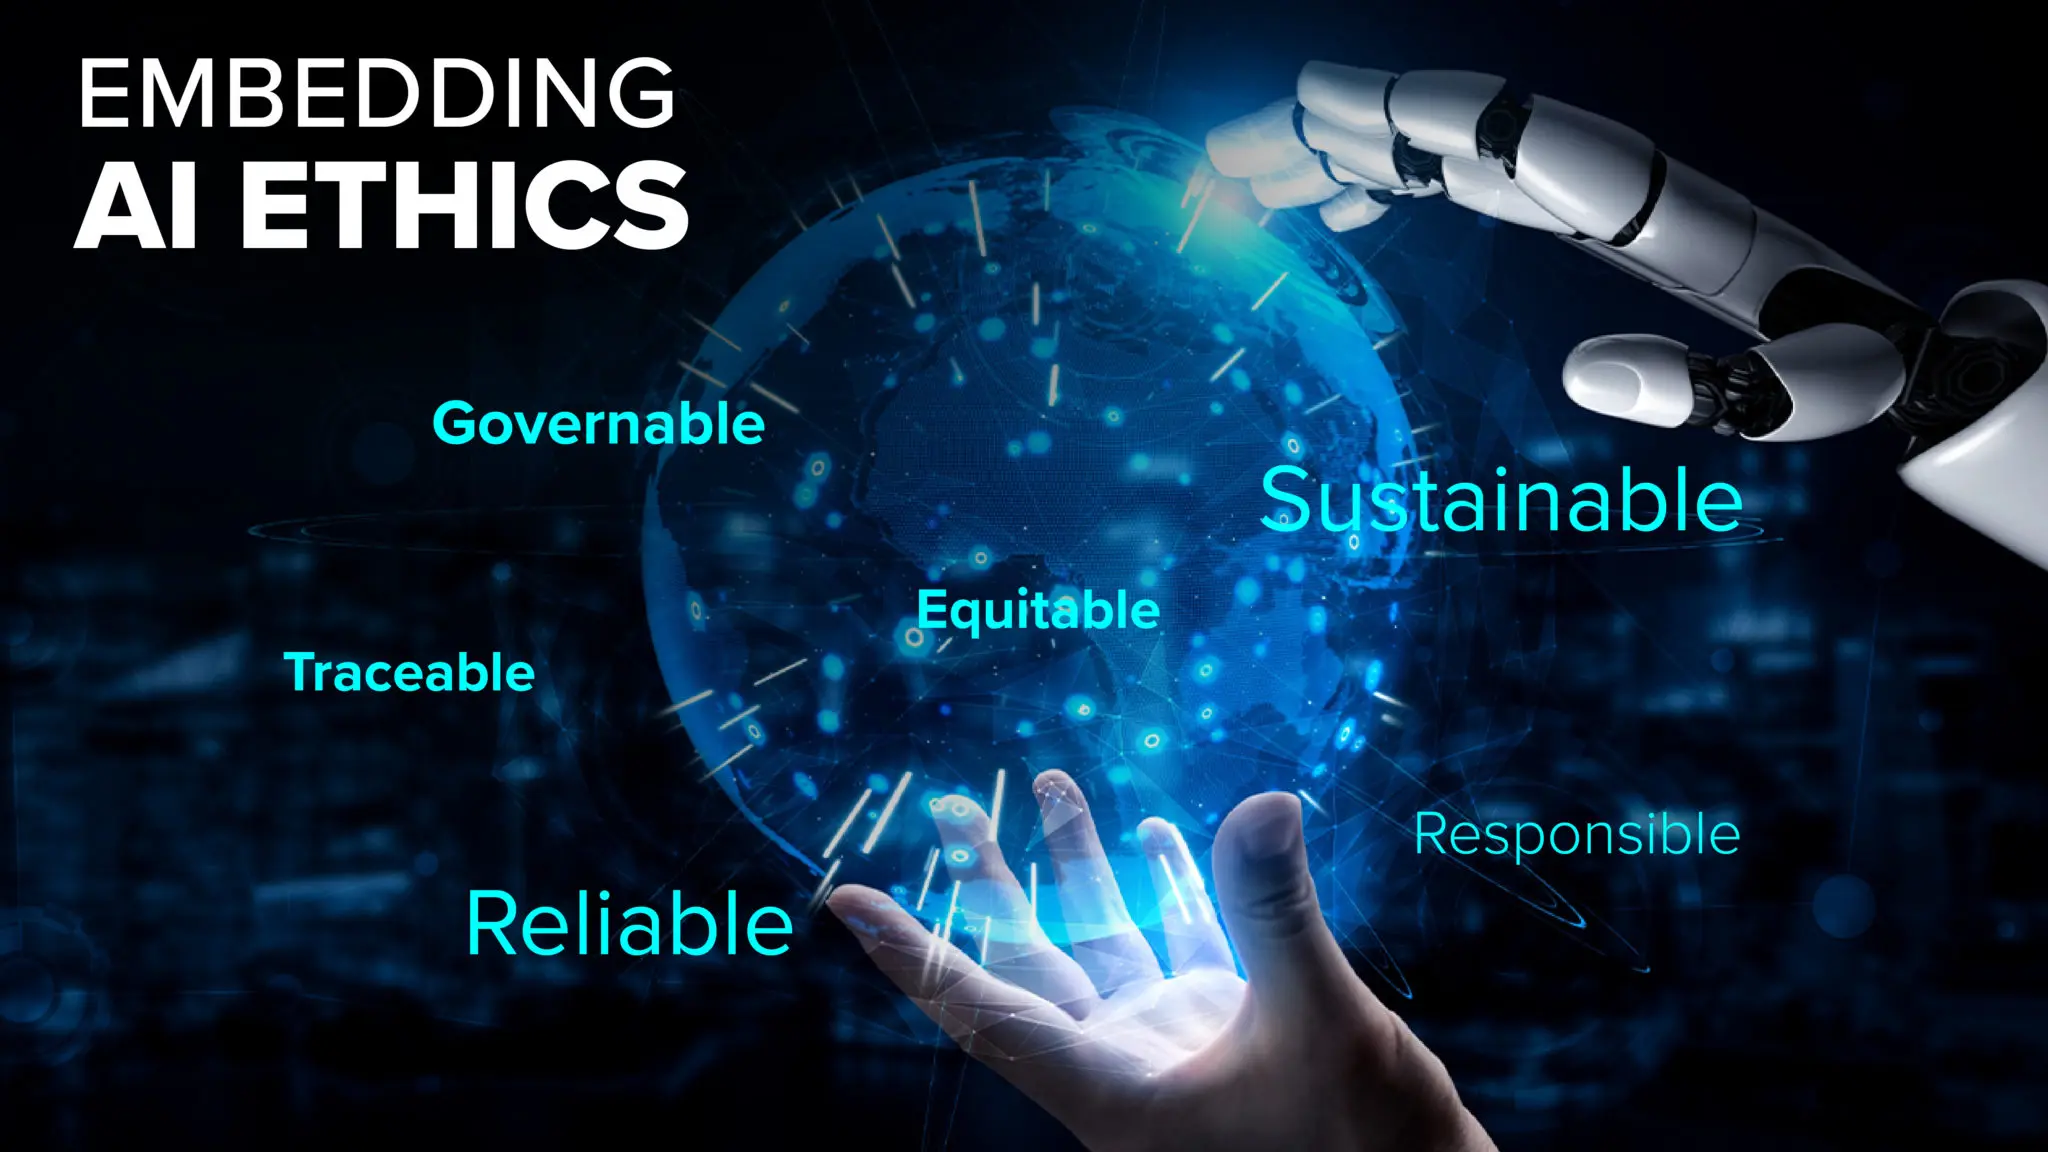 EMBEDDING
AI ETHICS
Governable
Sustainable
Equitable
Traceable
Responsible
Reliable